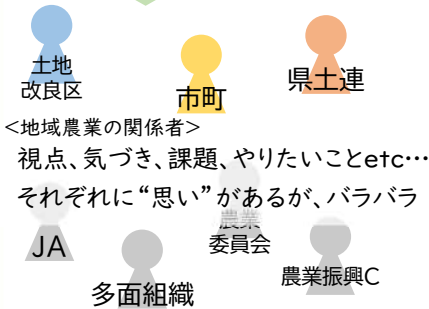 土地
改良区
市町
県土連
<地域農業の関係者>
視点、気づき、課題、やりたいことetc…
それぞれに“思い”があるが、バラバラ
JA
農業
委員会
多面組織
農業振興C